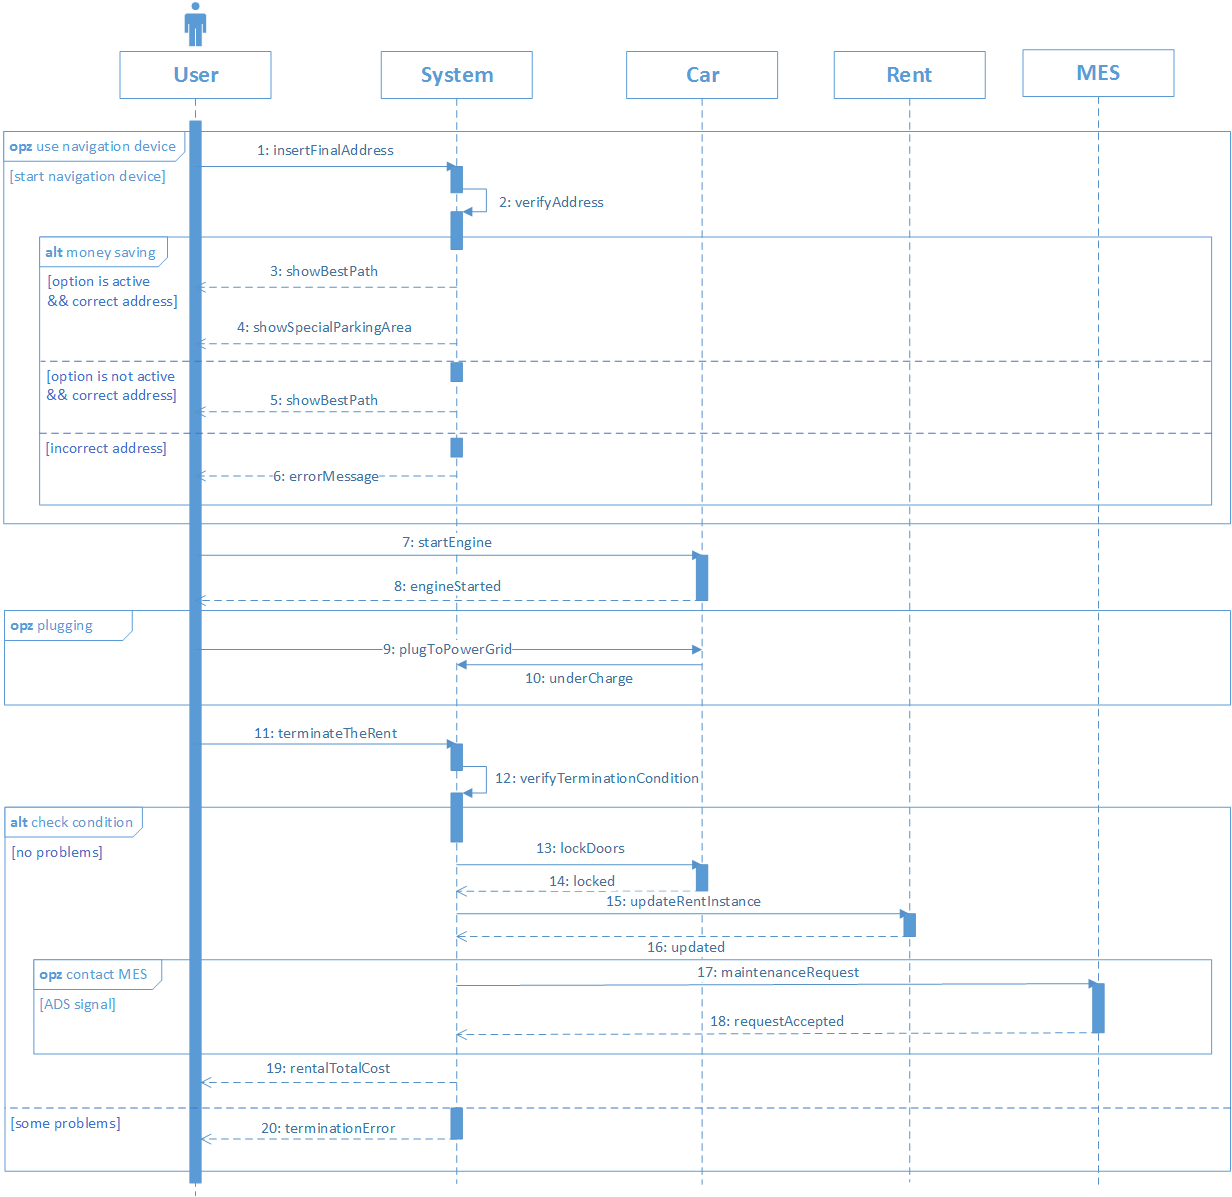 User
System
Car
Rent
MES
opz use navigation device
[start navigation device]
1: insertFinalAddress
2: verifyAddress
alt money saving
[option is active
&& correct address]
3: showBestPath
4: showSpecialParkingArea
[option is not active
&& correct address]
5: showBestPath
[incorrect address]
6: errorMessage
7: startEngine
8: engineStarted
opz plugging
9: plugToPowerGrid
10: underCharge
11: terminateTheRent
12: verifyTerminationCondition
alt check condition
[no problems]
13: lockDoors
14: locked
15: updateRentInstance
16: updated
opz contact MES
[ADS signal]
17: maintenanceRequest
18: requestAccepted
19: rentalTotalCost
[some problems]
20: terminationError